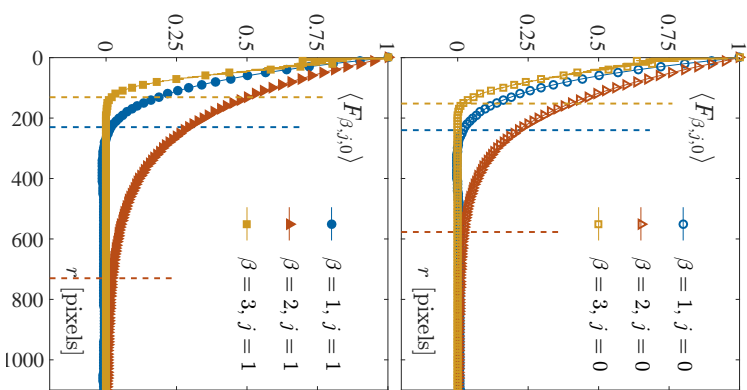 1
⟨F_{β,j,0}⟩
0.75
β = 1, j = 0
β = 2, j = 0
0.5
β = 3, j = 0
0.25
0
r [pixels]
1
⟨F_{β,j,0}⟩
0.75
β = 1, j = 1
β = 2, j = 1
0.5
β = 3, j = 1
0.25
0
r [pixels]
0 200 400 600 800 1000